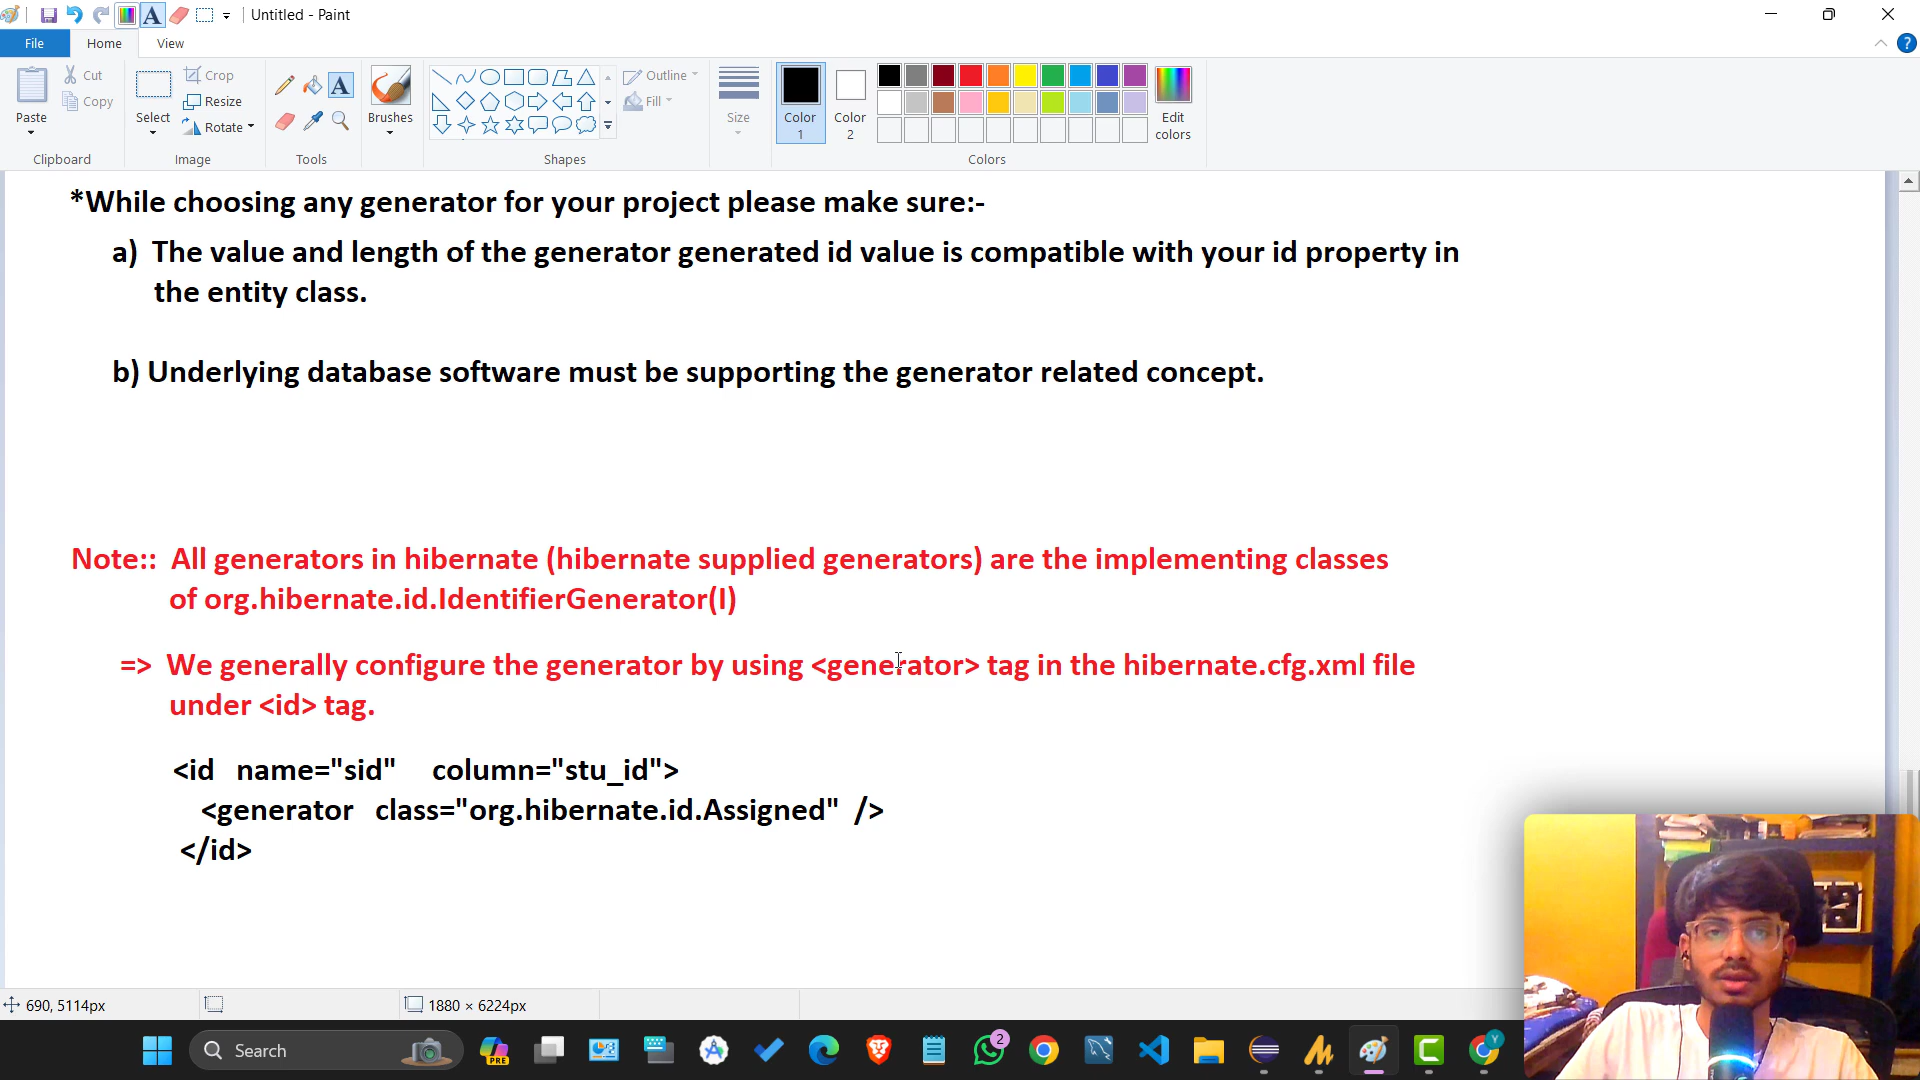 Untitled - Paint
File Home View
Paste
Cut
Copy
Clipboard
Select
Crop
Resize
Rotate
Image
Tools
Brushes
Shapes
Outline
Fill
Size
Color 1
Color 2
Edit colors
Colors
*While choosing any generator for your project please make sure:-
a) The value and length of the generator generated id value is compatible with your id property in
the entity class.
b) Underlying database software must be supporting the generator related concept.
Note:: All generators in hibernate (hibernate supplied generators) are the implementing classes
of org.hibernate.id.IdentifierGenerator(I)
=> We generally configure the generator by using <generator> tag in the hibernate.cfg.xml file
under <id> tag.
<id name="sid" column="stu_id">
<generator class="org.hibernate.id.Assigned" />
</id>
690, 5114px
1880 × 6224px
Search
PRE
2